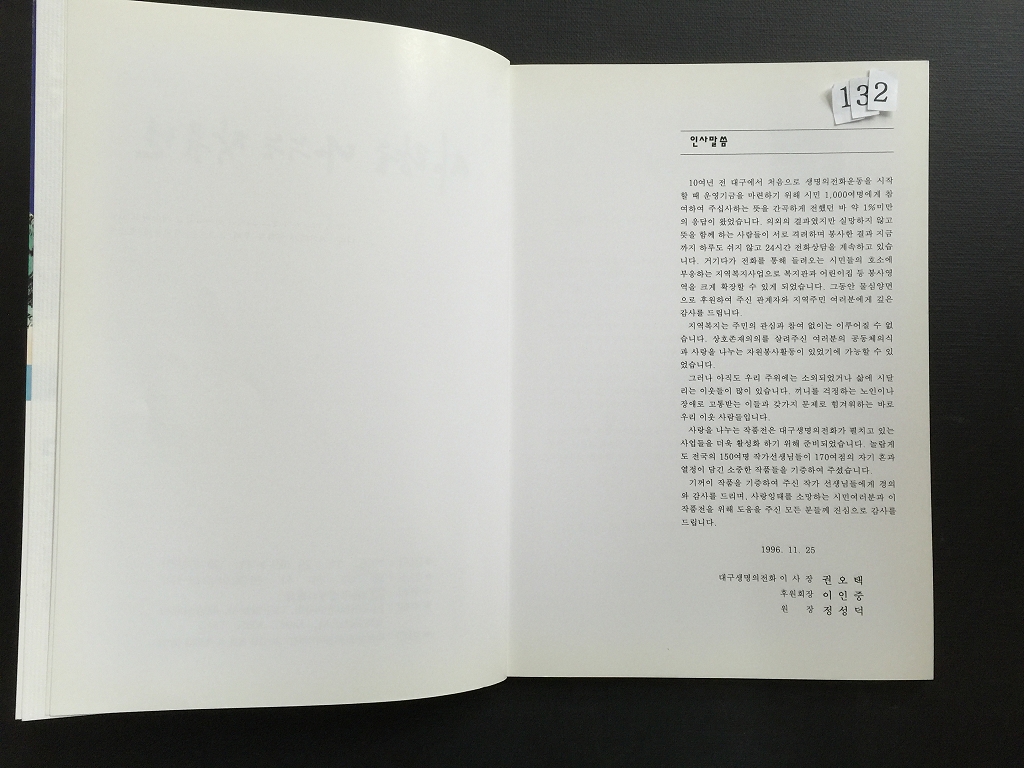 132
인사말씀
10여년 전 대구에서 처음으로 생명의전화운동을 시작
할 때 운영기금을 마련하기 위해 시민 1,000여명에게 참
여하여 주십사하는 뜻을 간곡하게 전했던 바 약 1%미만
의 응답이 왔었습니다. 의외의 결과였지만 실망하지 않고
뜻을 함께 하는 사람들이 서로 격려하며 봉사한 결과 지금
까지 하루도 쉬지 않고 24시간 전화상담을 계속하고 있습
니다. 거기다가 전화를 통해 들려오는 시민들의 호소에
부응하는 지역복지사업으로 복지관과 어린이집 등 봉사영
역을 크게 확장할 수 있게 되었습니다. 그동안 물심양면
으로 후원하여 주신 관계자와 지역주민 여러분에게 깊은
감사를 드립니다.
지역복지는 주민의 관심과 참여 없이는 이루어질 수 없
습니다. 상호존재의의를 살려주신 여러분의 공동체의식
과 사랑을 나누는 자원봉사활동이 있었기에 가능할 수 있
었습니다.
그러나 아직도 우리 주위에는 소외되었거나 삶에 시달
리는 이웃들이 많이 있습니다. 끼니를 걱정하는 노인이나
장애로 고통받는 이들과 갖가지 문제로 힘겨워하는 바로
우리 이웃 사람들입니다.
사랑을 나누는 작품전은 대구생명의전화가 펼치고 있는
사업들을 더욱 활성화 하기 위해 준비되었습니다. 놀랍게
도 전국의 150여명 작가선생님들이 170여점의 자기 혼과
열정이 담긴 소중한 작품들을 기증하여 주셨습니다.
기꺼이 작품을 기증하여 주신 작가 선생님들에게 경의
와 감사를 드리며, 사랑잉태를 소망하는 시민여러분과 이
작품전을 위해 도움을 주신 모든 분들께 진심으로 감사를
드립니다.
1996. 11. 25
대구생명의전화 이 사 장 권 오 택
후원회장 이 인 중
원 장 정 성 덕